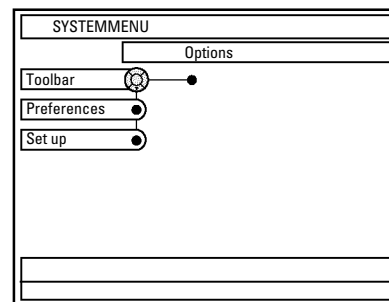 SYSTEMMENU
Options
Toolbar
Preferences
Set up